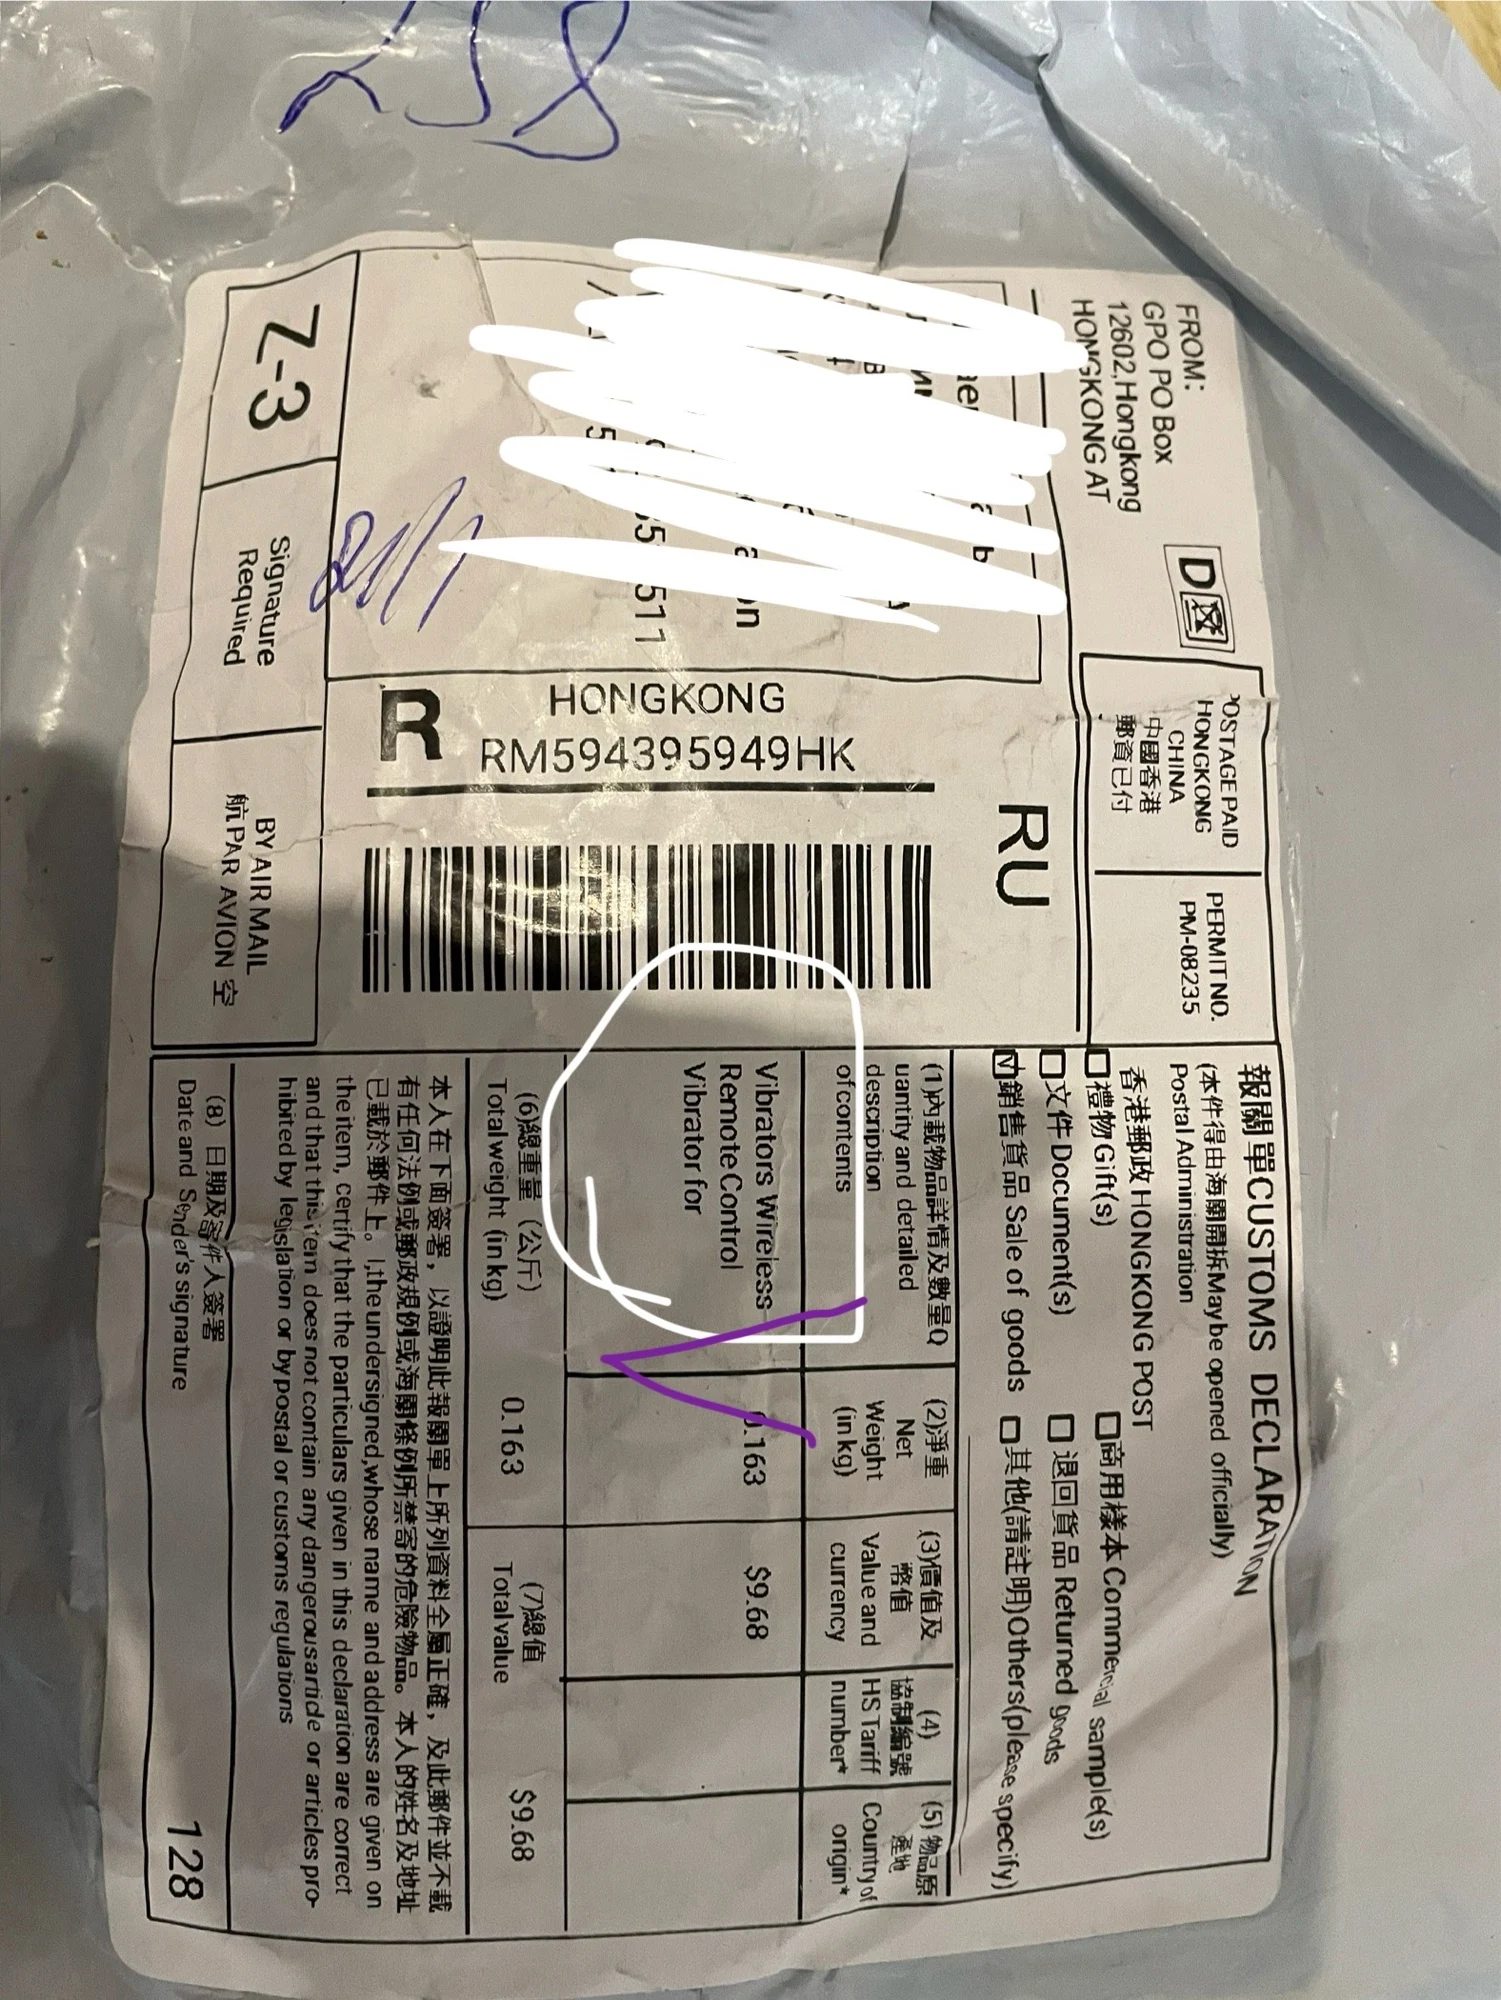 258
FROM:
GPO PO Box
12602,Hongkong
HONGKONG AT
D
POSTAGE PAID
HONGKONG
CHINA
中國香港
郵資已付
PERMIT NO.
PM-08235
RU
HONGKONG
RM594395949HK
R
Z-3
Signature
Required
BY AIR MAIL
航 PAR AVION 空
報關單CUSTOMS DECLARATION
(本件得由海關開拆May be opened officially)
Postal Administration
香港郵政HONGKONG POST
禮物Gift(s)
商用樣本Commercial sample(s)
文件Document(s)
退回貨品 Returned goods
V 銷售貨品 Sale of goods
其他(請註明)Others(please specify)
(1)內載物品詳情及數量Q
uantity and detailed
description
of contents
(2)淨重
Net
Weight
(in kg)
(3)價值及
幣值
Value and
currency
(4)
協制編號
HS Tariff
number*
(5)物品原
產地
Country of
origin*
Vibrators Wireless
Remote Control
Vibrator for
0.163
$9.68
(6)總重量（公斤）
Total weight (in kg)
0.163
(7)總值
Total value
$9.68
本人在下面簽署，以證明此報關單上所列資料全屬正確，及此郵件並不載
有任何法例或郵政規例或海關條例所禁寄的危險物品。本人的姓名及地址
已載於郵件上。I,the undersigned,whose name and address are given on
the item, certify that the particulars given in this declaration are correct
and that this item does not contain any dangerous article or articles pro-
hibited by legislation or by postal or customs regulations
(8) 日期及寄件人簽署
Date and Sender's signature
128